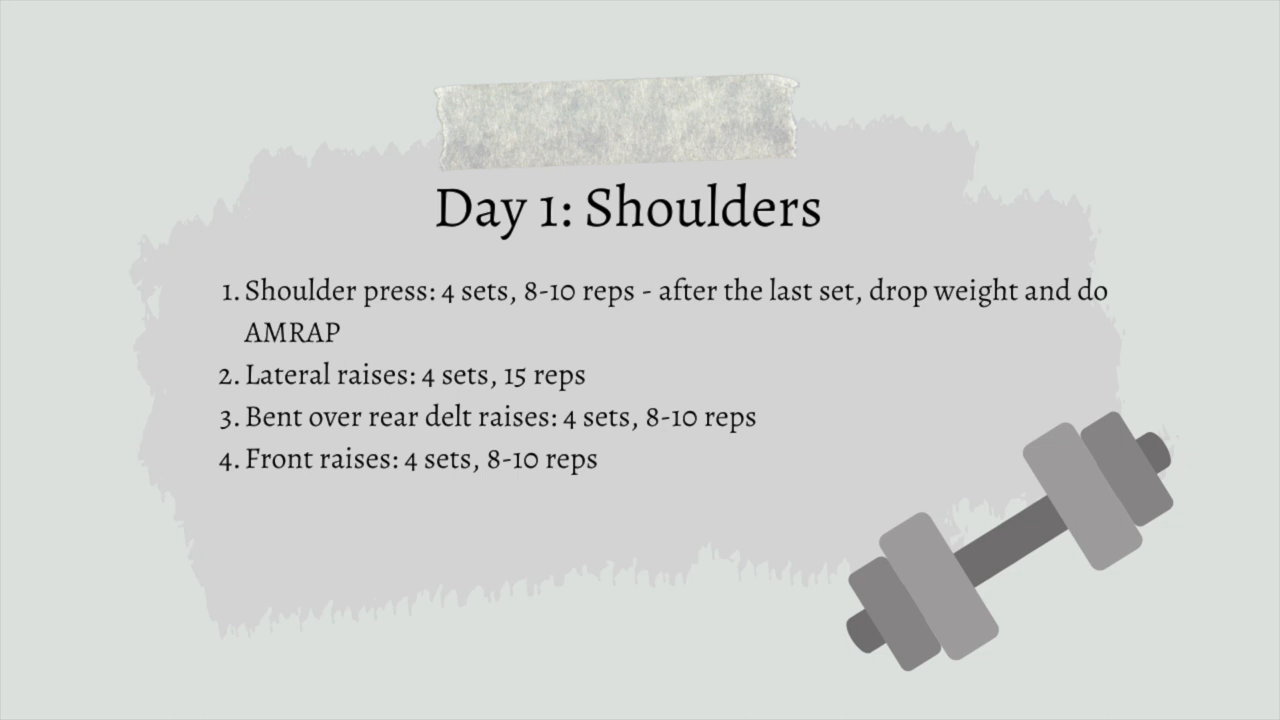 Day 1: Shoulders
1. Shoulder press: 4 sets, 8-10 reps - after the last set, drop weight and do
AMRAP
2. Lateral raises: 4 sets, 15 reps
3. Bent over rear delt raises: 4 sets, 8-10 reps
4. Front raises: 4 sets, 8-10 reps